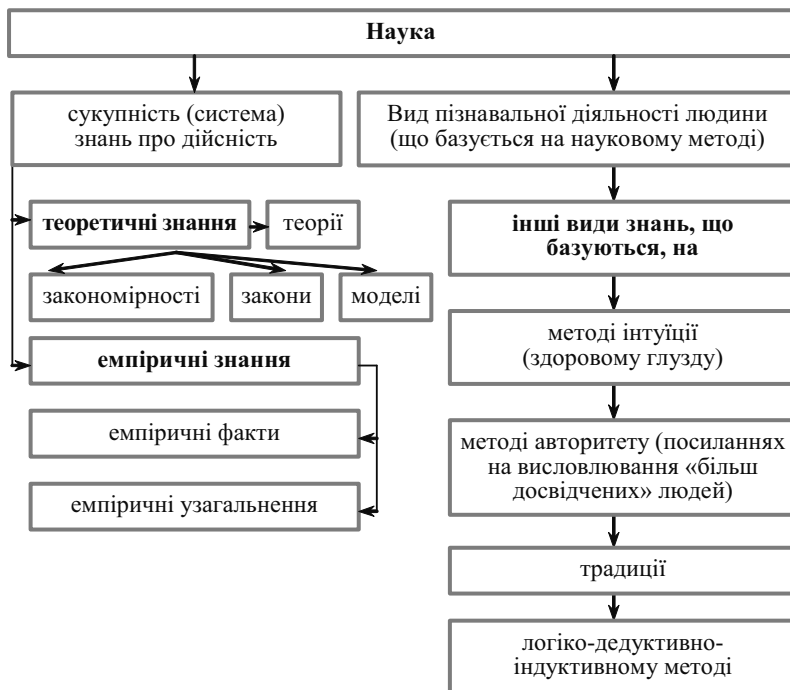 Наука
сукупність (система)
знань про дійсність
Вид пізнавальної діяльності людини
(що базується на науковому методі)
теоретичні знання
теорії
закономірності
закони
моделі
емпіричні знання
емпіричні факти
емпіричні узагальнення
інші види знань, що
базуються, на
методі інтуїції
(здоровому глузду)
методі авторитету (посиланнях
на висловлювання «більш
досвідчених» людей)
традиції
логіко-дедуктивно-
індуктивному методі